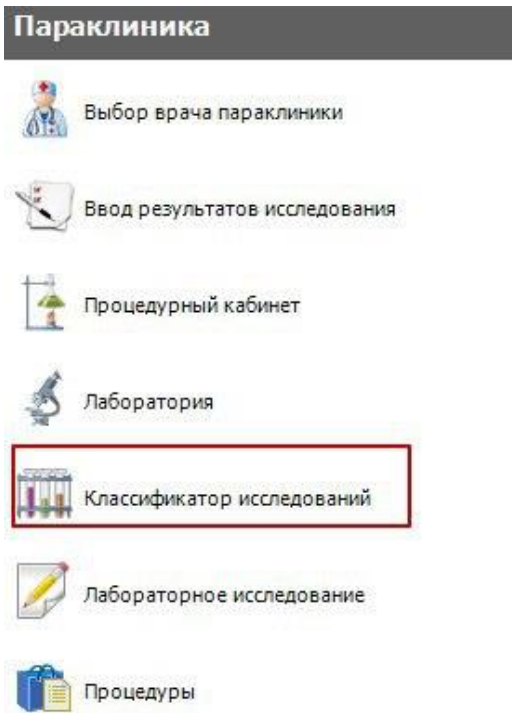 Параклиника
Выбор врача параклиники
Ввод результатов исследования
Процедурный кабинет
Лаборатория
Классификатор исследований
Лабораторное исследование
Процедуры